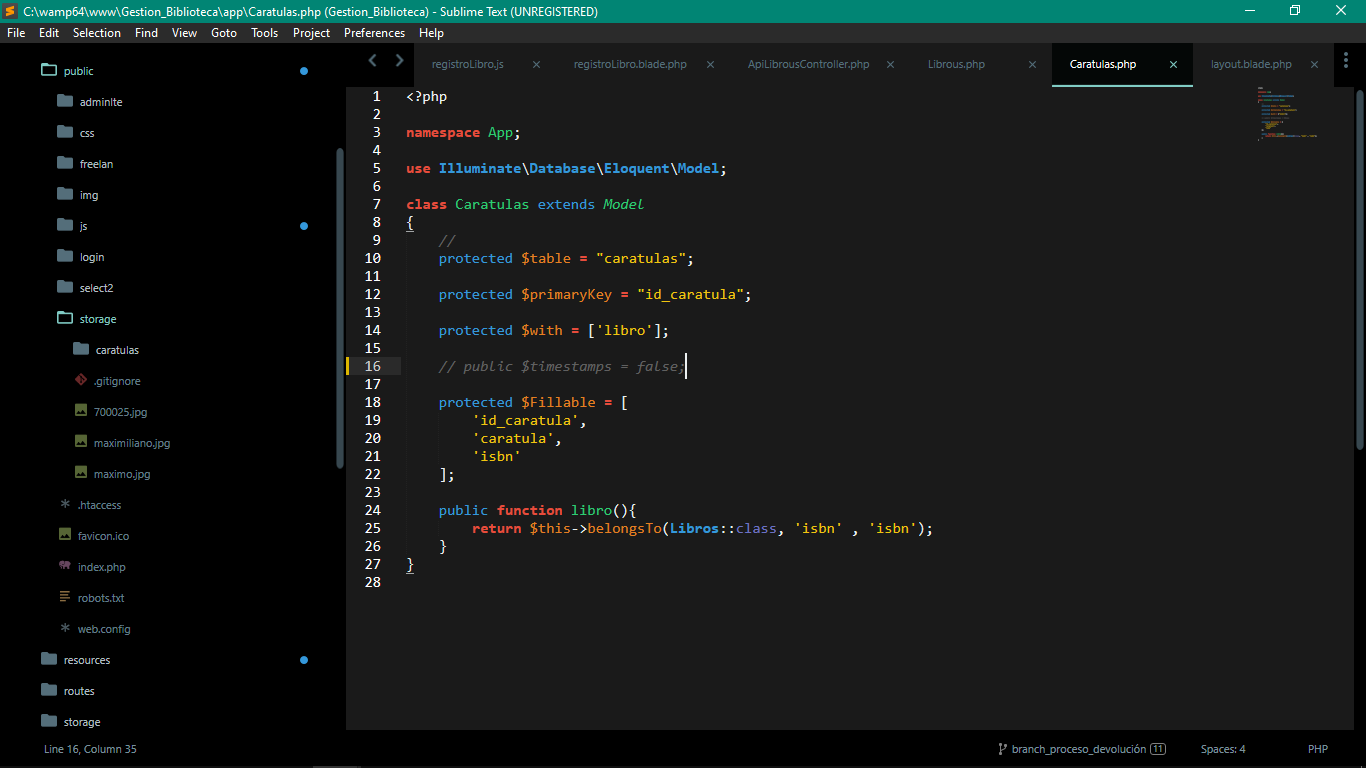 C:\wamp64\www\Gestion_Biblioteca\app\Caratulas.php (Gestion_Biblioteca) - Sublime Text (UNREGISTERED)
File Edit Selection Find View Goto Tools Project Preferences Help
public
adminlte
css
freelan
img
js
login
select2
storage
caratulas
.gitignore
700025.jpg
maximiliano.jpg
maximo.jpg
.htaccess
favicon.ico
index.php
robots.txt
web.config
resources
routes
storage
registroLibro.js registroLibro.blade.php ApiLibrousController.php Librous.php Caratulas.php layout.blade.php
1 <?php
2
3 namespace App;
4
5 use Illuminate\Database\Eloquent\Model;
6
7 class Caratulas extends Model
8 {
9 //
10 protected $table = "caratulas";
11
12 protected $primaryKey = "id_caratula";
13
14 protected $with = ['libro'];
15
16 // public $timestamps = false;
17
18 protected $Fillable = [
19 'id_caratula',
20 'caratula',
21 'isbn'
22 ];
23
24 public function libro(){
25 return $this->belongsTo(Libros::class, 'isbn' , 'isbn');
26 }
27 }
28
Line 16, Column 35 branch_proceso_devolución 11 Spaces: 4 PHP